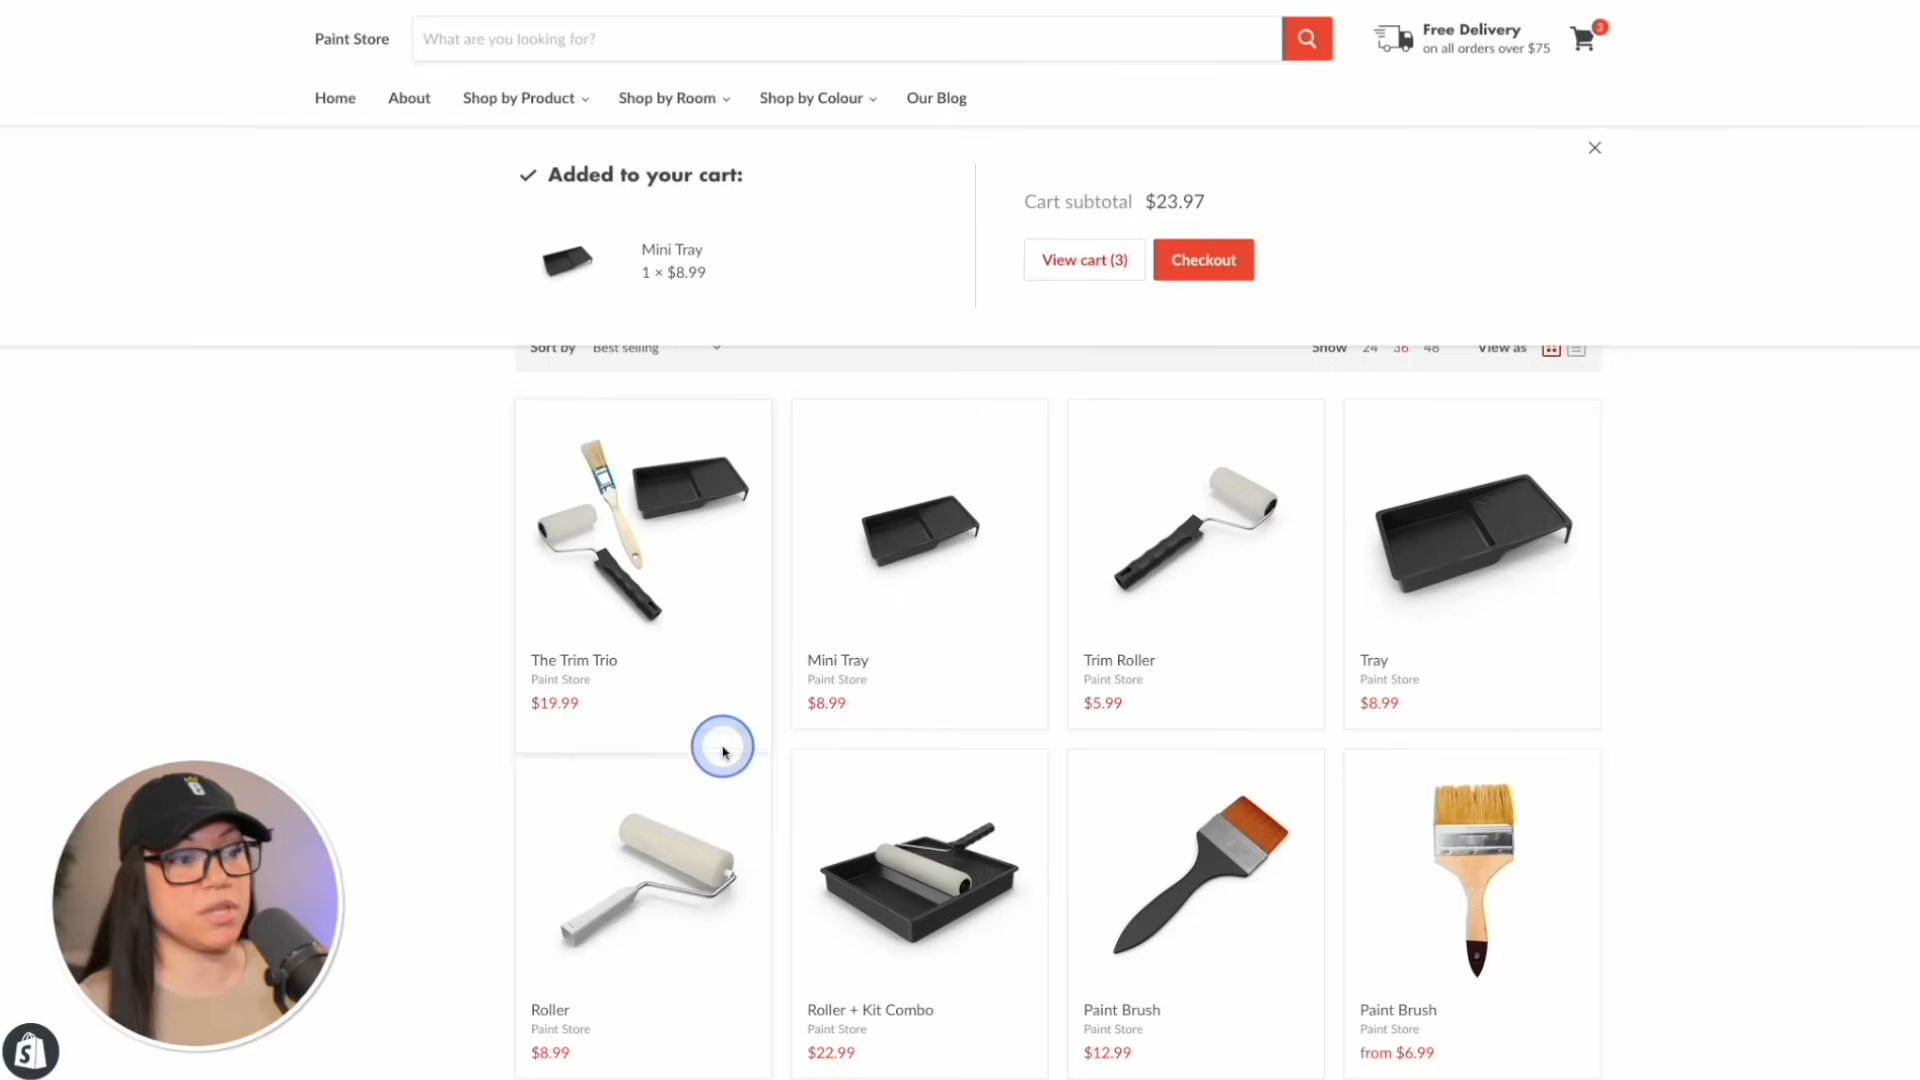 Paint Store
What are you looking for?
Free Delivery
on all orders over $75
3
Home
About
Shop by Product
Shop by Room
Shop by Colour
Our Blog
Added to your cart:
Mini Tray
1 × $8.99
Cart subtotal $23.97
View cart (3)
Checkout
Sort by Best selling
Show 24 36 48 View as
The Trim Trio
Paint Store
$19.99
Mini Tray
Paint Store
$8.99
Trim Roller
Paint Store
$5.99
Tray
Paint Store
$8.99
Roller
Paint Store
$8.99
Roller + Kit Combo
Paint Store
$22.99
Paint Brush
Paint Store
$12.99
Paint Brush
Paint Store
from $6.99